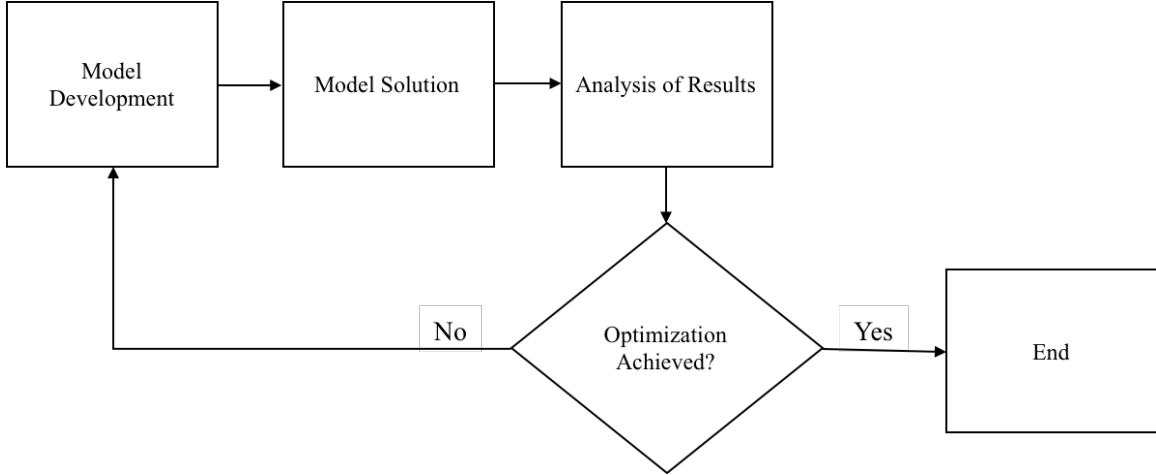 Model
Development
Model Solution
Analysis of Results
No
Optimization
Achieved?
Yes
End